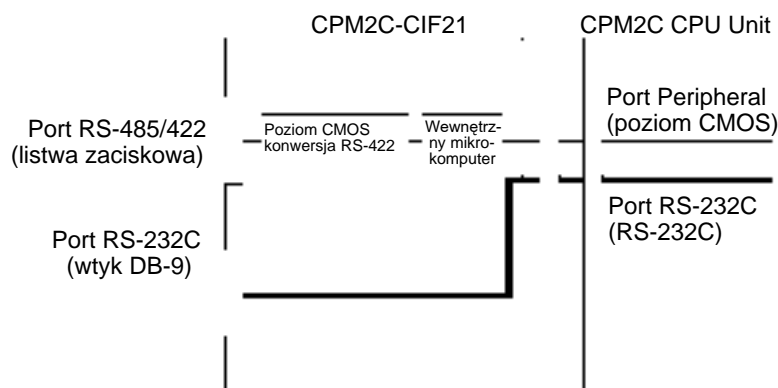 CPM2C-CIF21
CPM2C CPU Unit
Port RS-485/422
(listwa zaciskowa)
Poziom CMOS
konwersja RS-422
Wewnętrz-
ny mikro-
komputer
Port Peripheral
(poziom CMOS)
Port RS-232C
(wtyk DB-9)
Port RS-232C
(RS-232C)